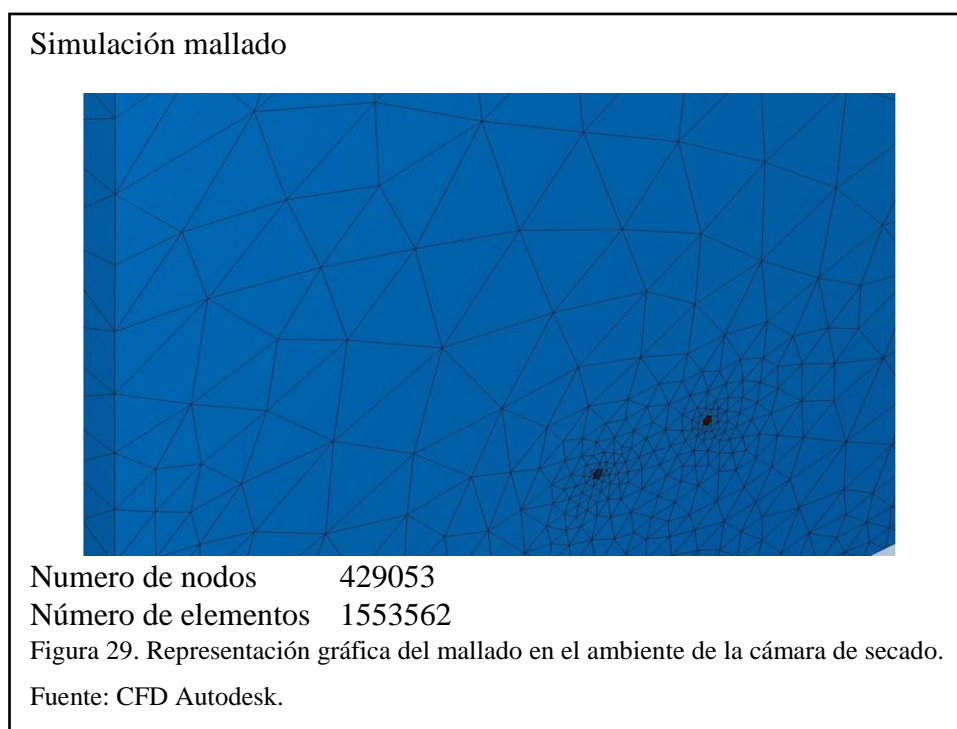 Simulación mallado
Numero de nodos 429053
Número de elementos 1553562
Figura 29. Representación gráfica del mallado en el ambiente de la cámara de secado.
Fuente: CFD Autodesk.